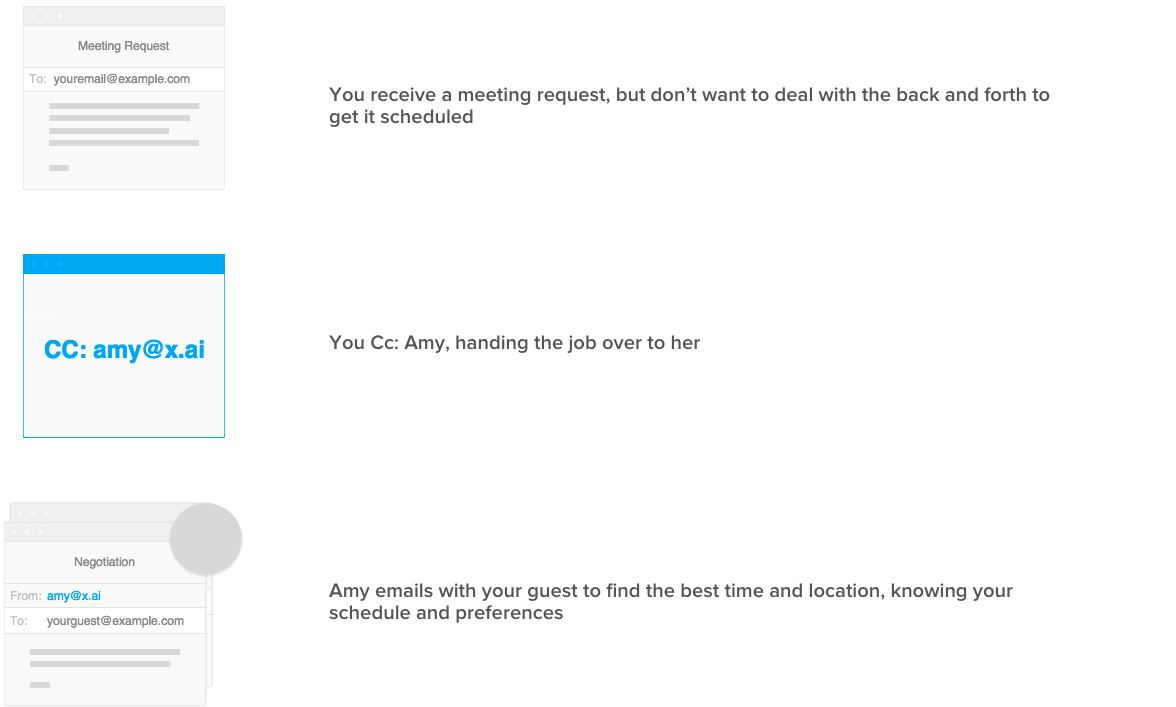 Meeting Request
To: youremail@example.com
You receive a meeting request, but don’t want to deal with the back and forth to
get it scheduled
CC: amy@x.ai
You Cc: Amy, handing the job over to her
Negotiation
From: amy@x.ai
To: yourguest@example.com
Amy emails with your guest to find the best time and location, knowing your
schedule and preferences